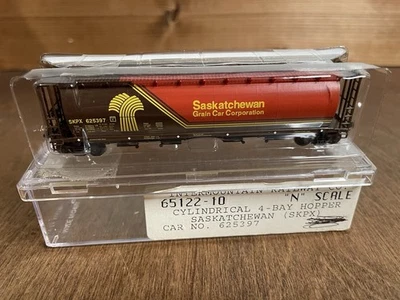 Saskatchewan
Grain Car Corporation
SKPX 625397
INTERMOUNTAIN RAILWAY
65122-10 "N" SCALE
CYLINDRICAL 4-BAY HOPPER
SASKATCHEWAN (SKPX)
CAR NO. 625397